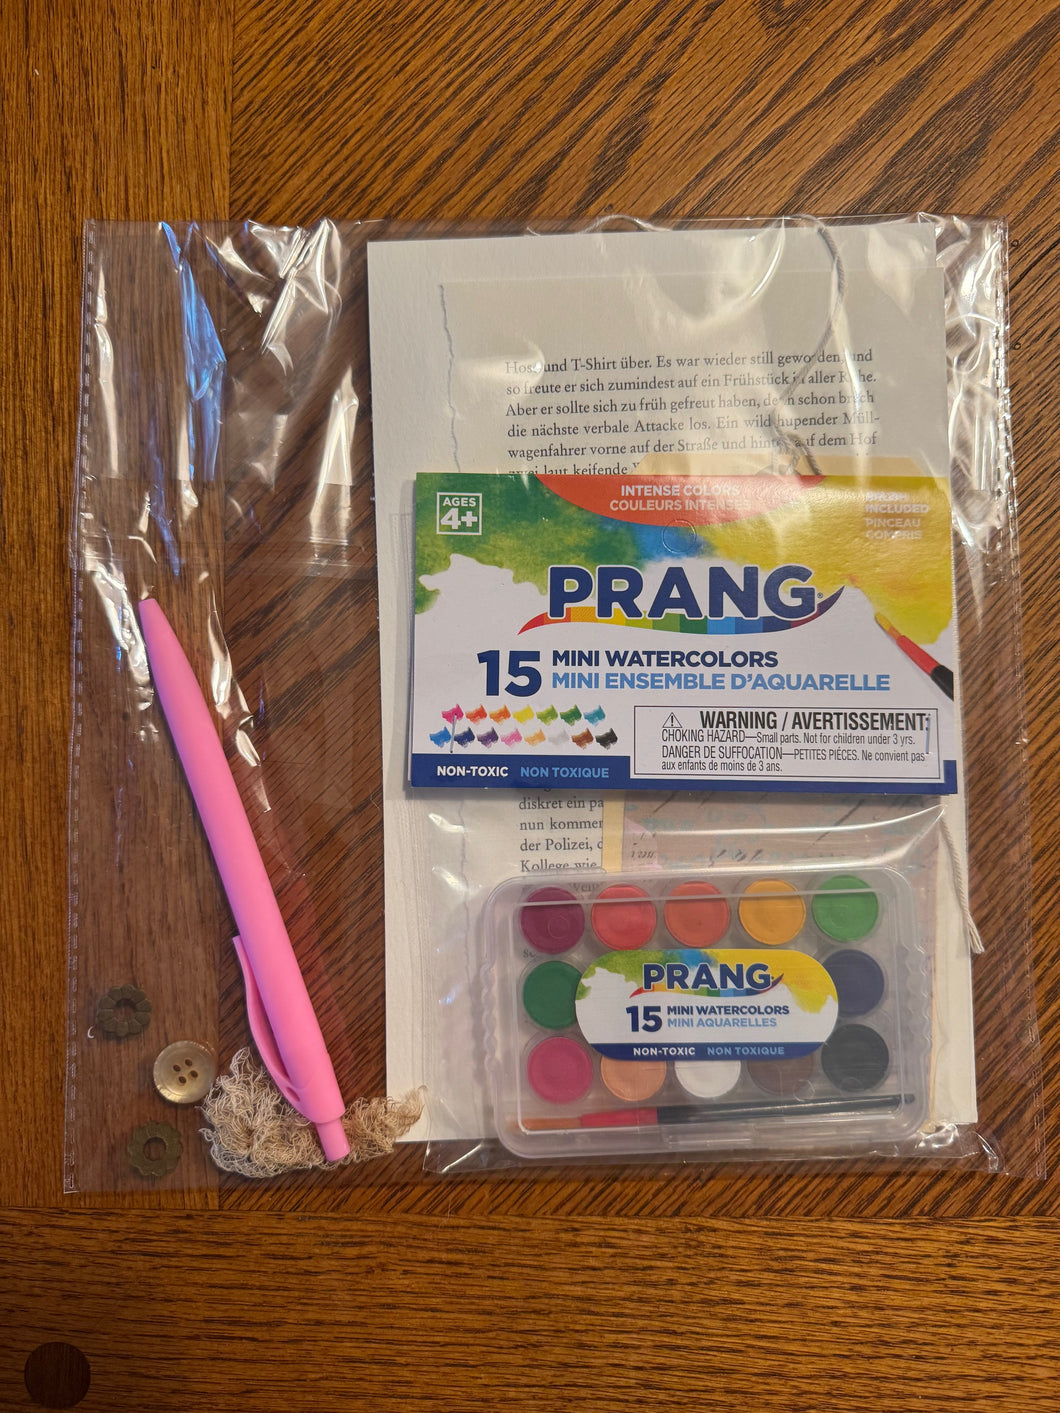 Hose und T-Shirt über. Es war wieder still geworden, und
so freute er sich zumindest auf ein Frühstück in aller Ruhe.
Aber er sollte sich zu früh gefreut haben, denn schon brach
die nächste verbale Attacke los. Ein wild hupender Müll-
wagenfahrer vorne auf der Straße und hinten auf dem Hof
zwei laut keifende
AGES
4+
INTENSE COLORS
COULEURS INTENSES
BRUSH
INCLUDED
PINCEAU
COMPRIS
PRANG®
15 MINI WATERCOLORS
MINI ENSEMBLE D'AQUARELLE
WARNING / AVERTISSEMENT:
CHOKING HAZARD—Small parts. Not for children under 3 yrs.
DANGER DE SUFFOCATION—PETITES PIÉCES. Ne convient pas
aux enfants de moins de 3 ans.
NON-TOXIC NON TOXIQUE
diskret ein pa
nun kommen
der Polizei, d
Kollege wie
PRANG
15 MINI WATERCOLORS
MINI AQUARELLES
NON-TOXIC NON TOXIQUE